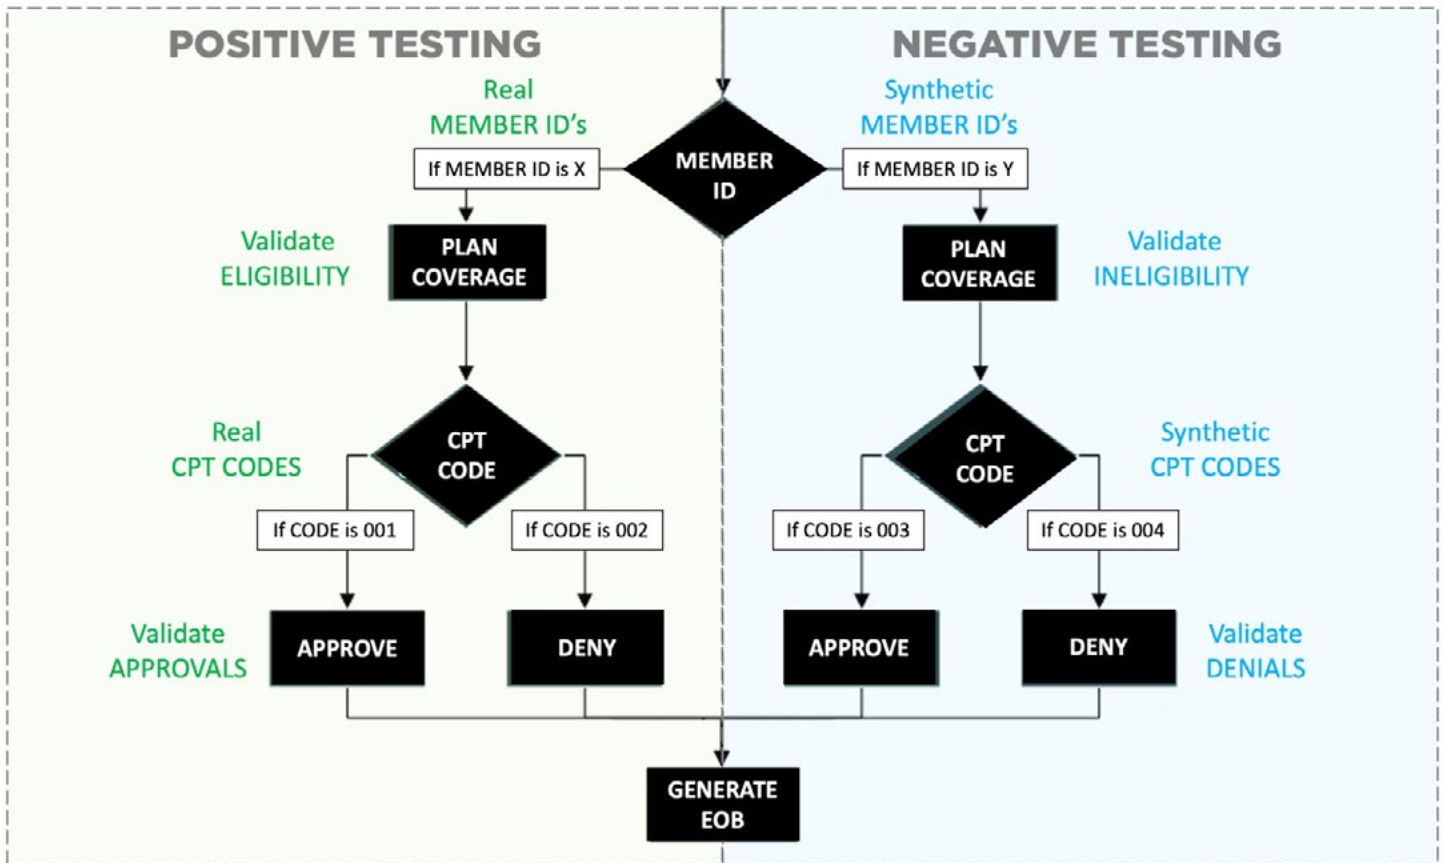 POSITIVE TESTING
NEGATIVE TESTING
Real
MEMBER ID’s
Synthetic
MEMBER ID’s
If MEMBER ID is X
MEMBER
ID
If MEMBER ID is Y
Validate
ELIGIBILITY
PLAN
COVERAGE
PLAN
COVERAGE
Validate
INELIGIBILITY
Real
CPT CODES
CPT
CODE
CPT
CODE
Synthetic
CPT CODES
If CODE is 001
If CODE is 002
If CODE is 003
If CODE is 004
Validate
APPROVALS
APPROVE
DENY
APPROVE
DENY
Validate
DENIALS
GENERATE
EOB